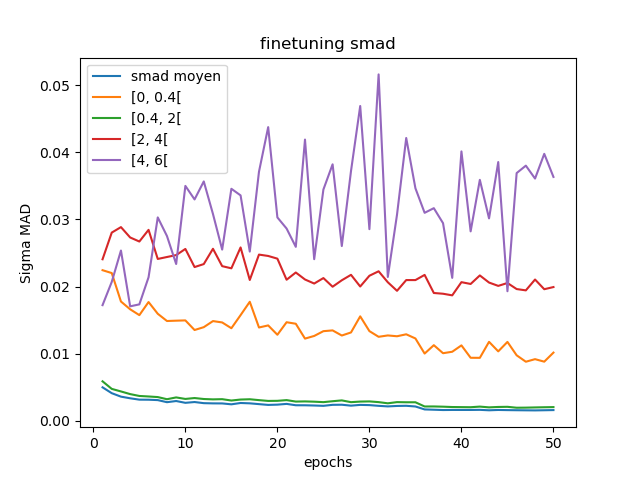 finetuning smad
smad moyen
[0, 0.4[
[0.4, 2[
[2, 4[
[4, 6[
0.05
0.04
0.03
0.02
0.01
0.00
Sigma MAD
0 10 20 30 40 50
epochs